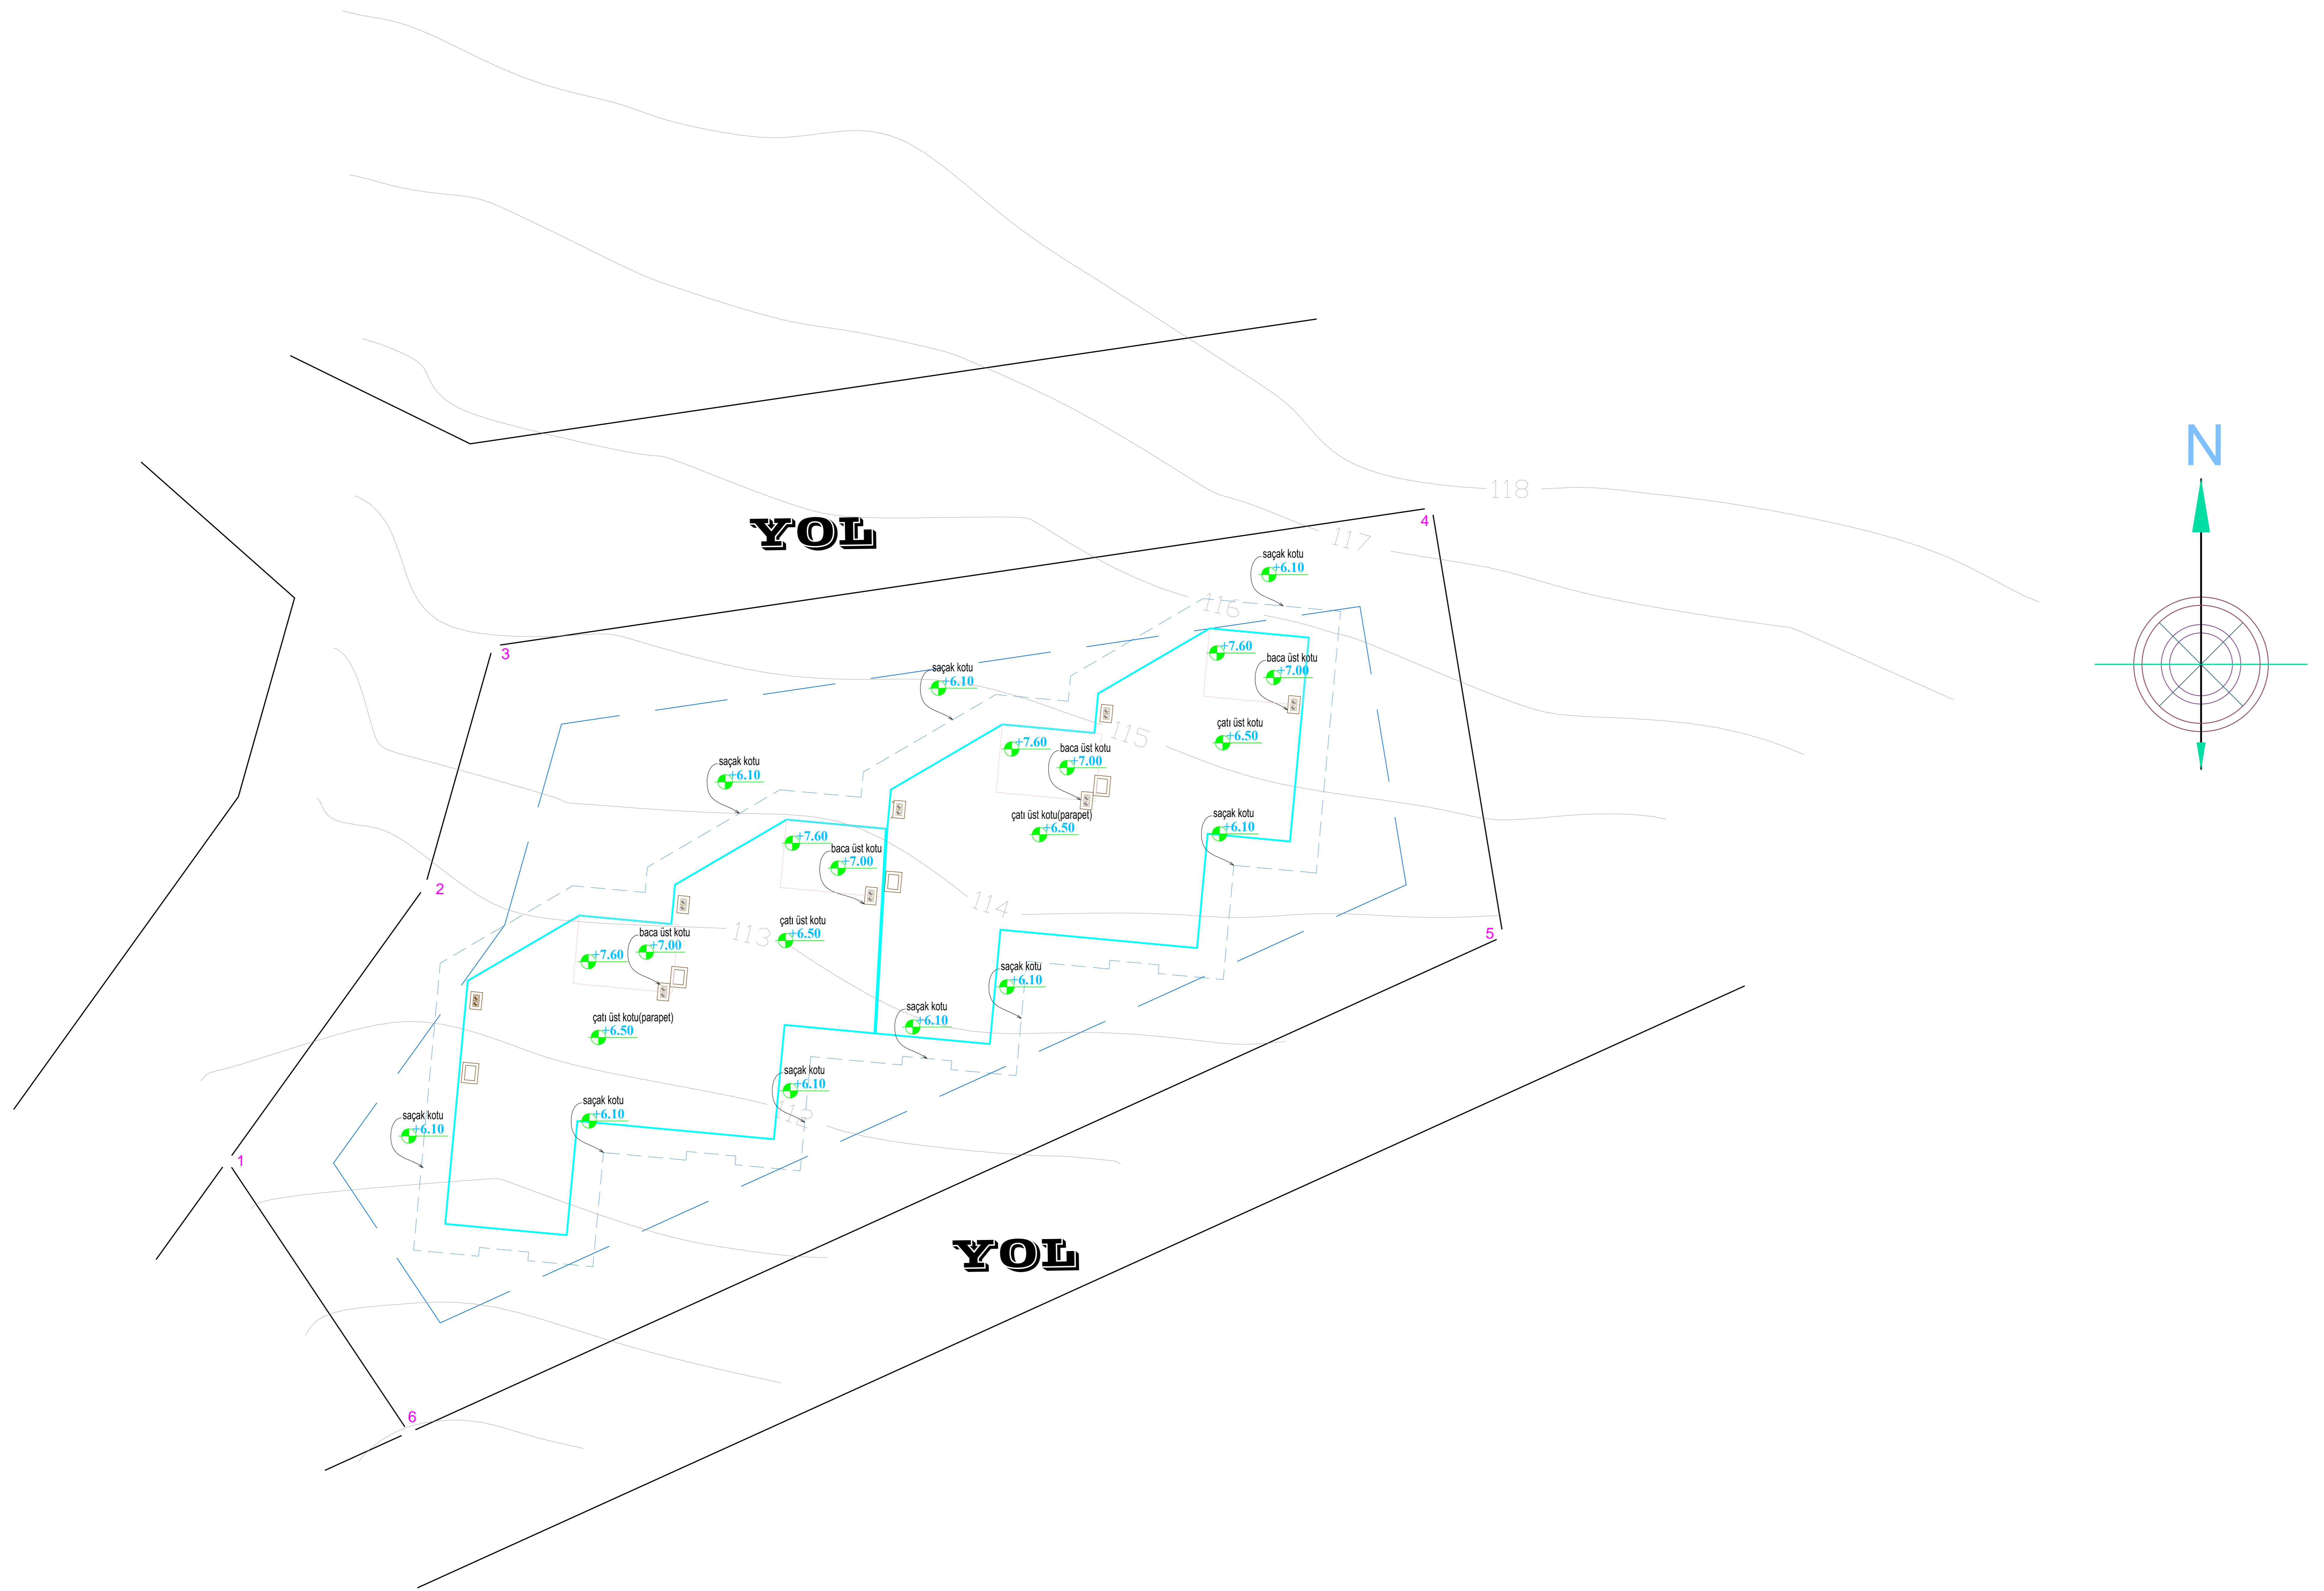 N
118
YOL
4
117
saçak kotu
+6.10
116
3
+7.60
baca üst kotu
+7.00
saçak kotu
+6.10
çatı üst kotu
+6.50
115
+7.60
baca üst kotu
+7.00
saçak kotu
+6.10
çatı üst kotu(parapet)
+6.50
saçak kotu
+6.10
+7.60
baca üst kotu
+7.00
2
114
çatı üst kotu
+6.50
113
baca üst kotu
+7.00
+7.60
5
saçak kotu
+6.10
çatı üst kotu(parapet)
+6.50
saçak kotu
+6.10
saçak kotu
+6.10
saçak kotu
+6.10
112
saçak kotu
+6.10
1
YOL
6